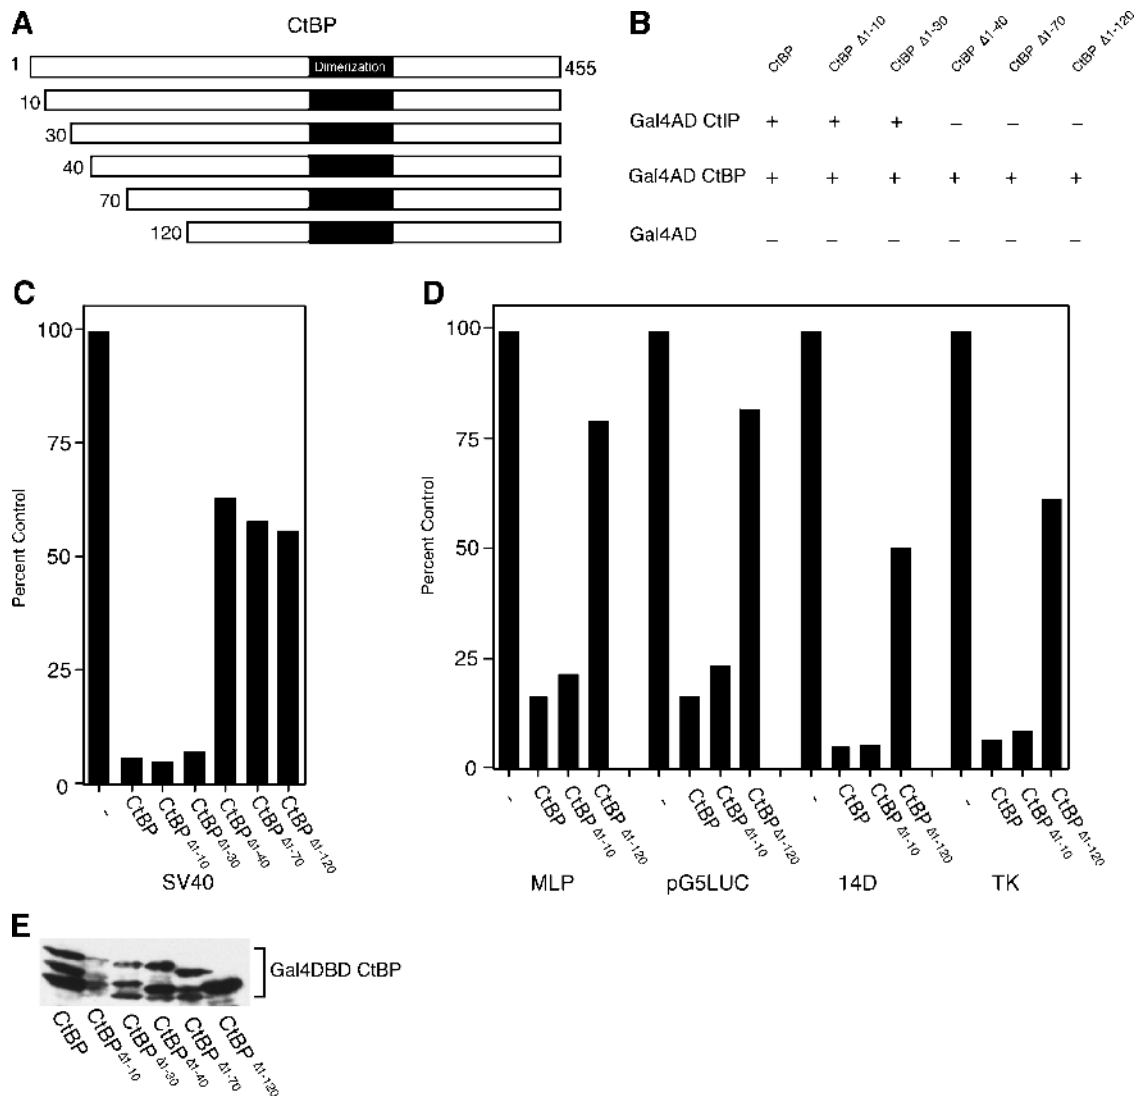 A
CtBP
1 Dimerization 455
10
30
40
70
120
B
CtBP CtBP Δ1-10 CtBP Δ1-30 CtBP Δ1-40 CtBP Δ1-70 CtBP Δ1-120
Gal4AD CtIP + + + – – –
Gal4AD CtBP + + + + + +
Gal4AD – – – – – –
C
Percent Control
100
75
50
25
0
- CtBP CtBP Δ1-10 CtBP Δ1-30 CtBP Δ1-40 CtBP Δ1-70 CtBP Δ1-120
SV40
D
Percent Control
100
75
50
25
0
- CtBP CtBP Δ1-10 CtBP Δ1-120 - CtBP CtBP Δ1-10 CtBP Δ1-120 - CtBP CtBP Δ1-10 CtBP Δ1-120 - CtBP CtBP Δ1-10 CtBP Δ1-120
MLP pG5LUC 14D TK
E
Gal4DBD CtBP
CtBP CtBP Δ1-10 CtBP Δ1-30 CtBP Δ1-40 CtBP Δ1-70 CtBP Δ1-120